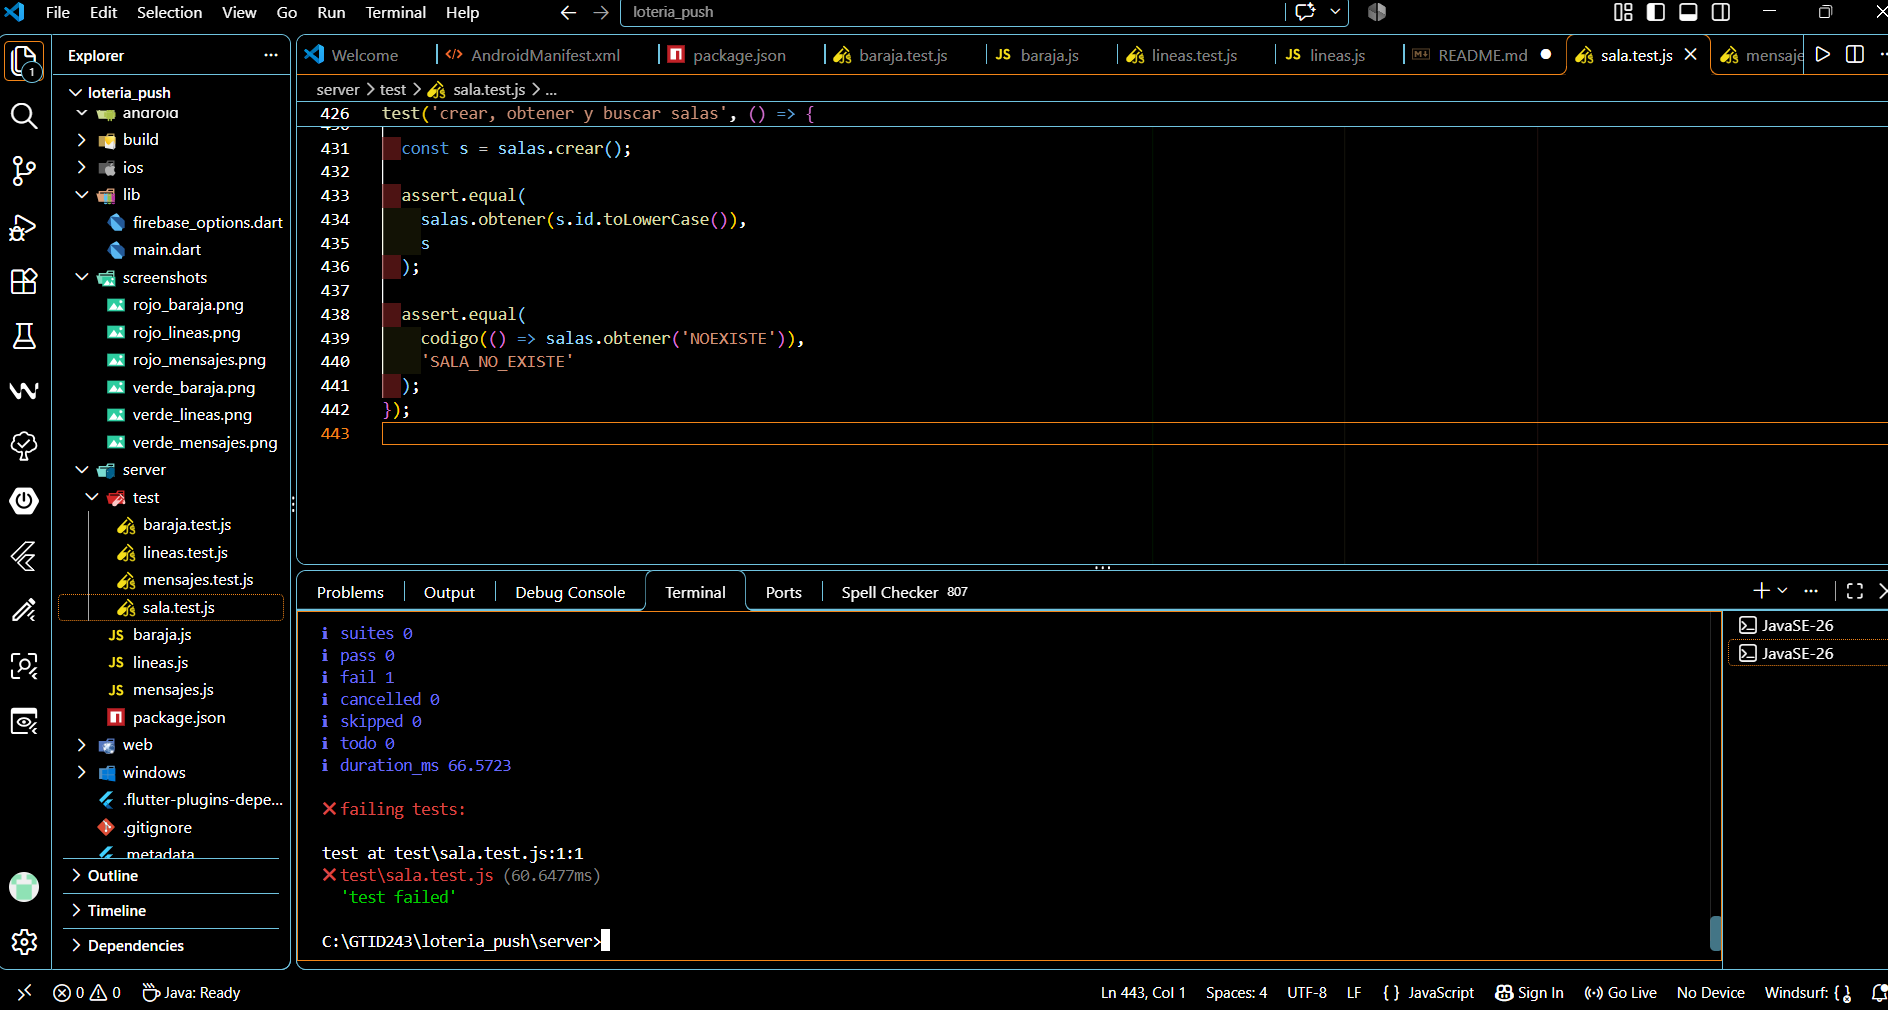 File Edit Selection View Go Run Terminal Help
loteria_push
Explorer
loteria_push
android
build
ios
lib
firebase_options.dart
main.dart
screenshots
rojo_baraja.png
rojo_lineas.png
rojo_mensajes.png
verde_baraja.png
verde_lineas.png
verde_mensajes.png
server
test
baraja.test.js
lineas.test.js
mensajes.test.js
sala.test.js
JS baraja.js
JS lineas.js
JS mensajes.js
package.json
web
windows
.flutter-plugins-depe...
.gitignore
.metadata
Outline
Timeline
Dependencies
1
Welcome AndroidManifest.xml package.json baraja.test.js JS baraja.js lineas.test.js JS lineas.js README.md sala.test.js mensaje
server > test > sala.test.js > ...
426 test('crear, obtener y buscar salas', () => {
431 const s = salas.crear();
432
433 assert.equal(
434 salas.obtener(s.id.toLowerCase()),
435 s
436 );
437
438 assert.equal(
439 codigo(() => salas.obtener('NOEXISTE')),
440 'SALA_NO_EXISTE'
441 );
442 });
443
Problems Output Debug Console Terminal Ports Spell Checker 807
ℹ suites 0
ℹ pass 0
ℹ fail 1
ℹ cancelled 0
ℹ skipped 0
ℹ todo 0
ℹ duration_ms 66.5723
✖ failing tests:
test at test\sala.test.js:1:1
✖ test\sala.test.js (60.6477ms)
'test failed'
C:\GTID243\loteria_push\server>
JavaSE-26
JavaSE-26
0 0 Java: Ready Ln 443, Col 1 Spaces: 4 UTF-8 LF { } JavaScript Sign In Go Live No Device Windsurf: {}